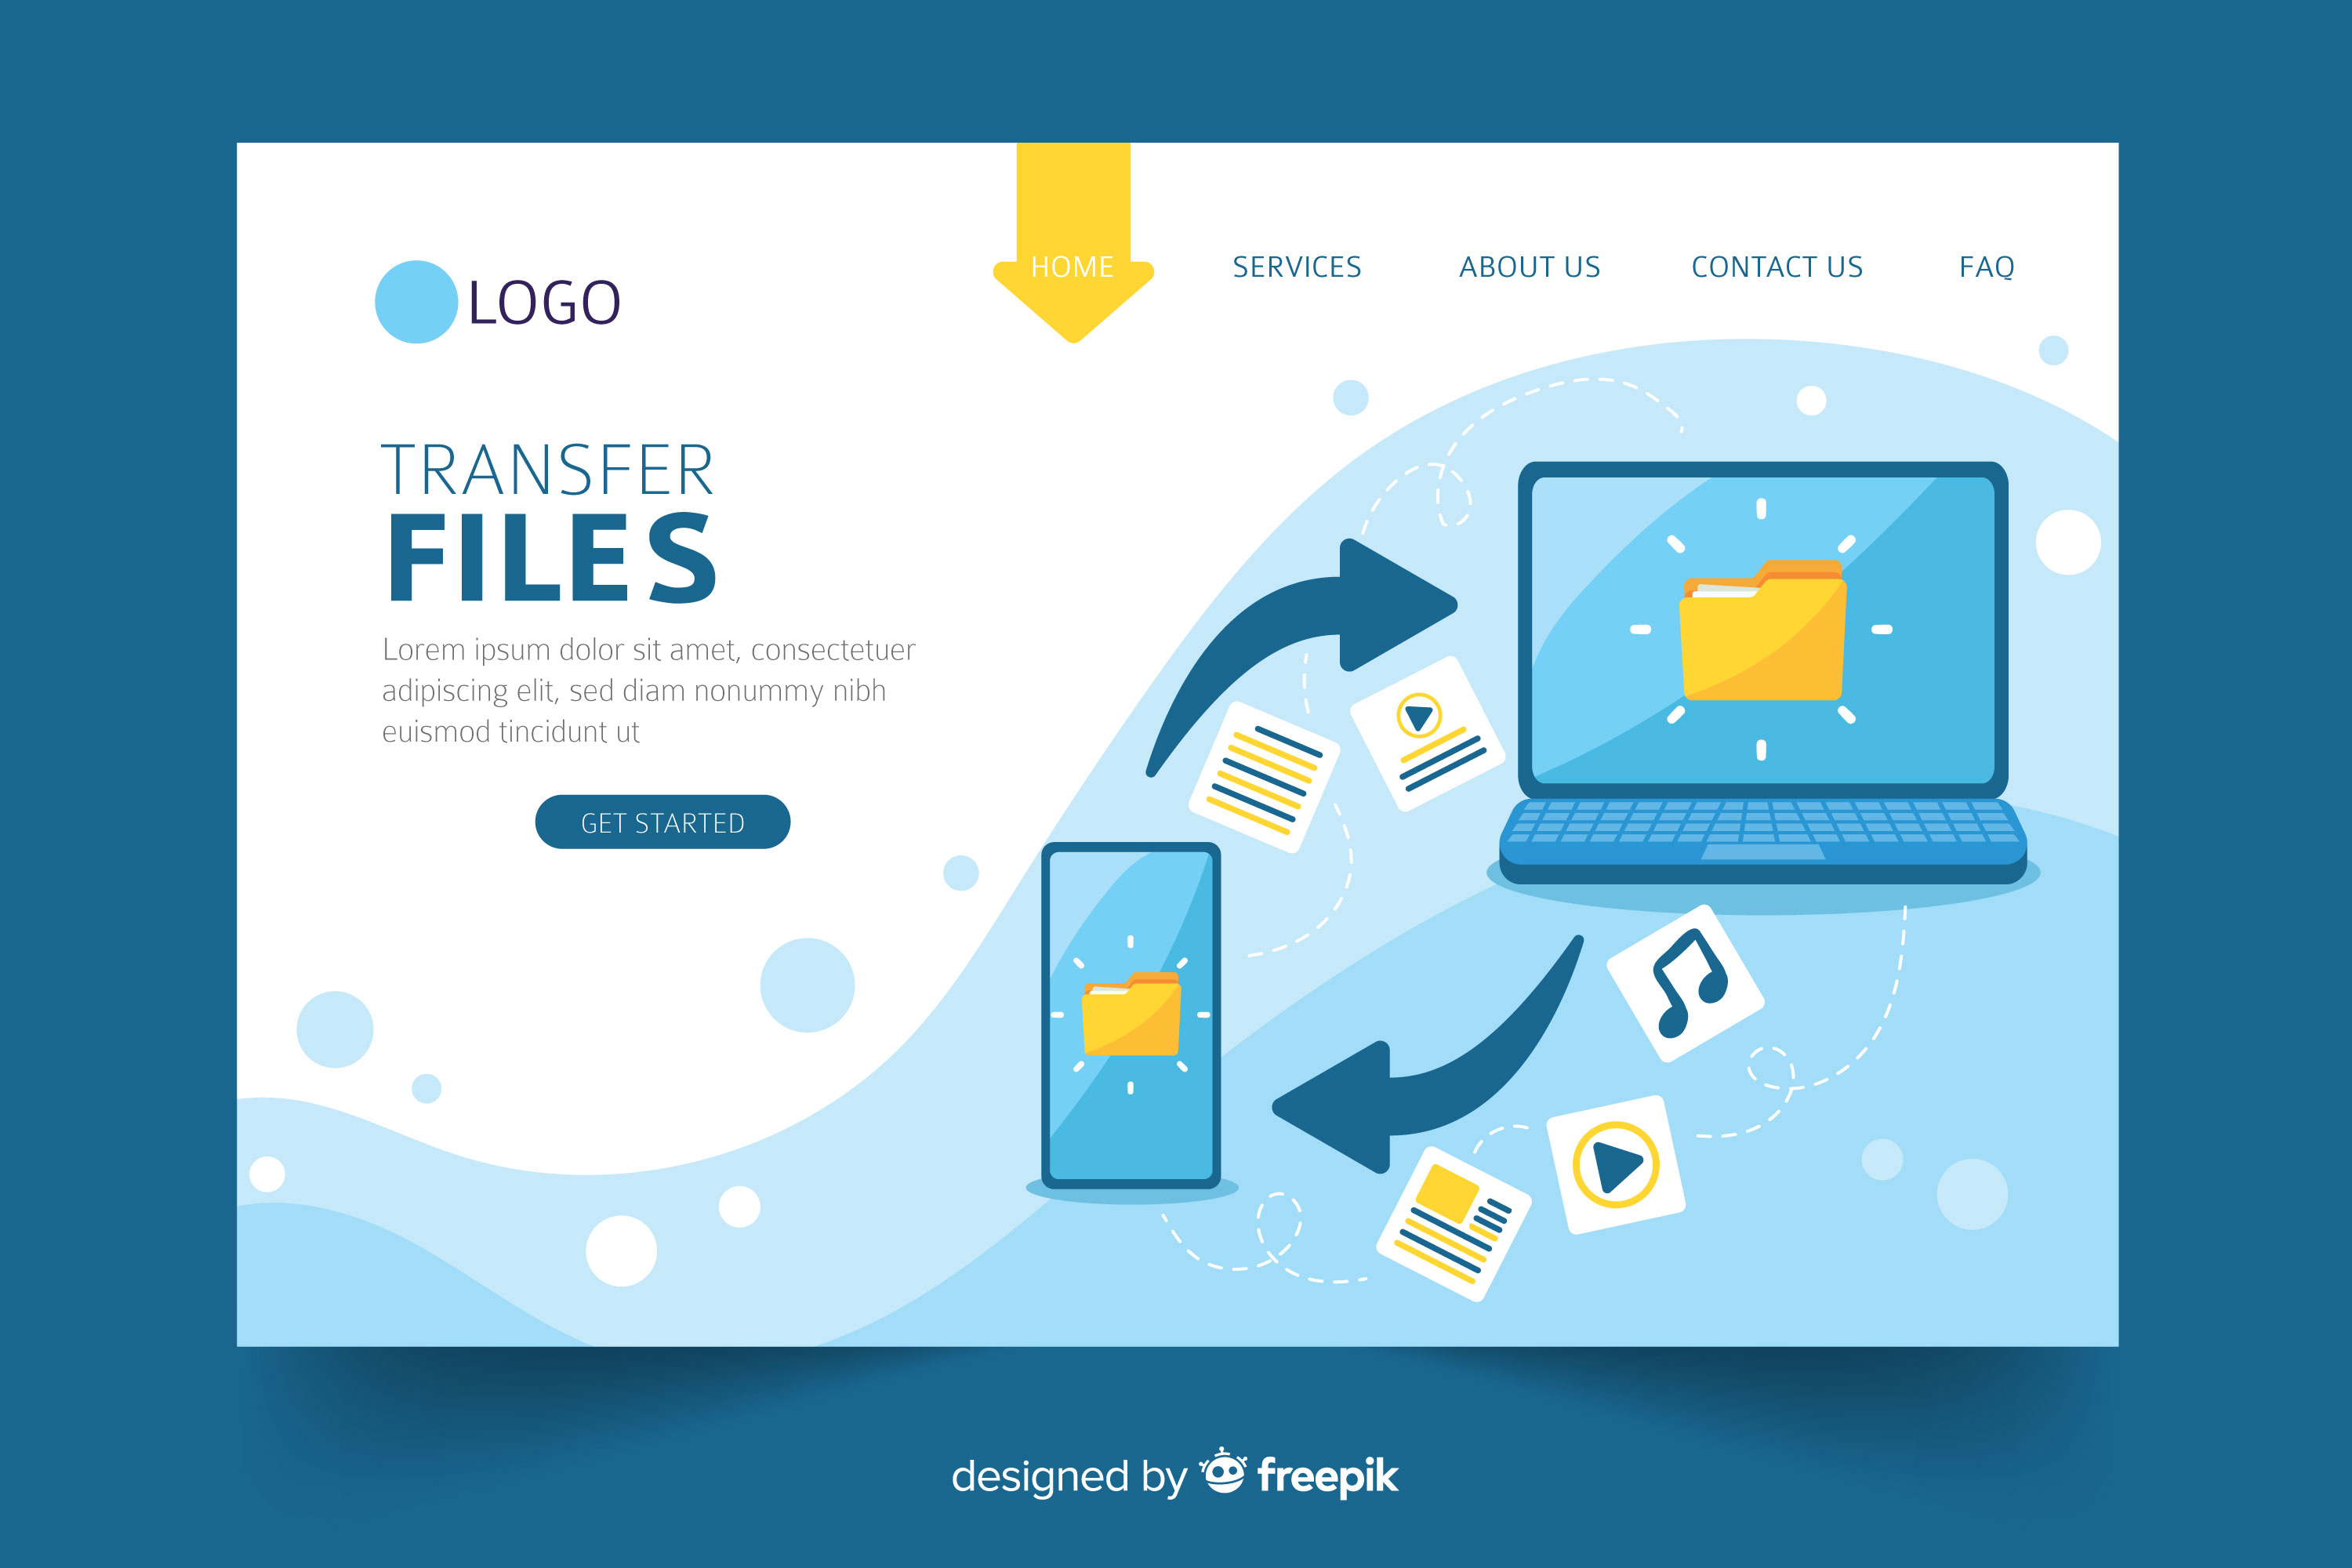 HOME SERVICES ABOUT US CONTACT US FAQ
LOGO
TRANSFER
FILES
Lorem ipsum dolor sit amet, consectetuer
adipiscing elit, sed diam nonummy nibh
euismod tincidunt ut
GET STARTED
designed by freepik